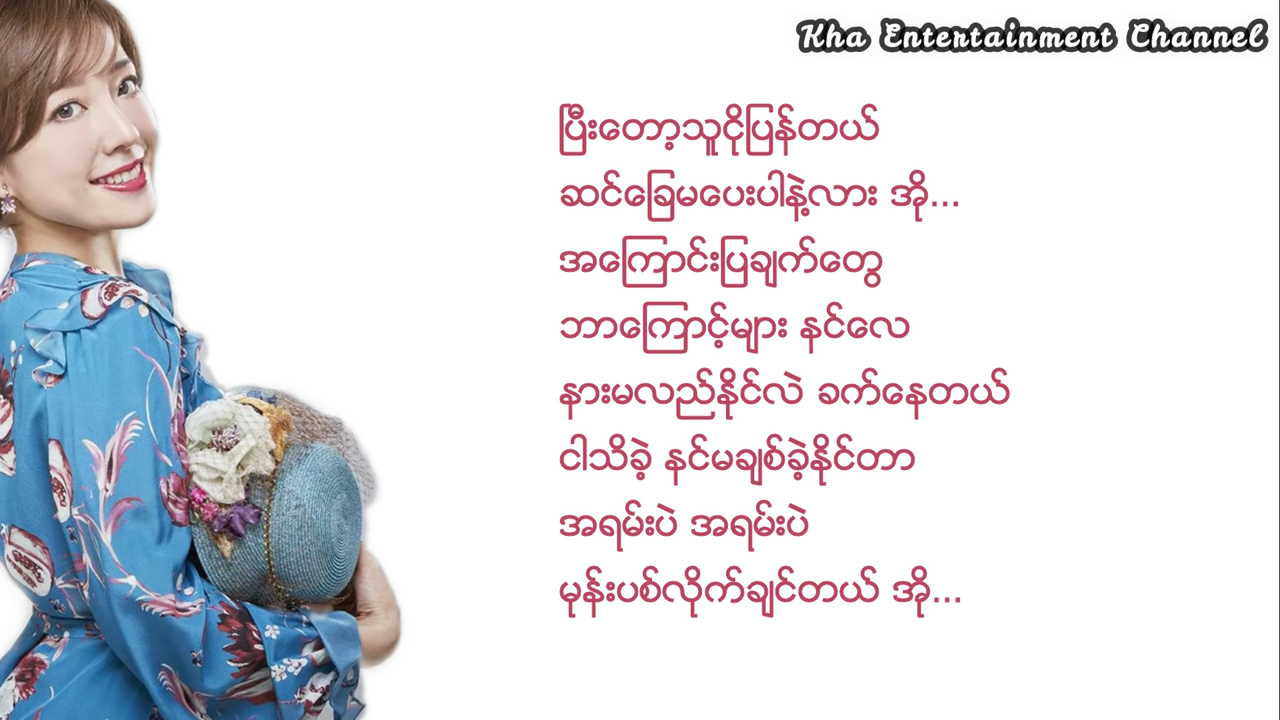 Kha Entertainment Channel
ပြီးတော့သူငိုပြန်တယ်
ဆင်ခြေမပေးပါနဲ့လား အို...
အကြောင်းပြချက်တွေ
ဘာကြောင့်များ နင်လေ
နားမလည်နိုင်လဲ ခက်နေတယ်
ငါသိခဲ့ နင်မချစ်ခဲ့နိုင်တာ
အရမ်းပဲ အရမ်းပဲ
မုန်းပစ်လိုက်ချင်တယ် အို...